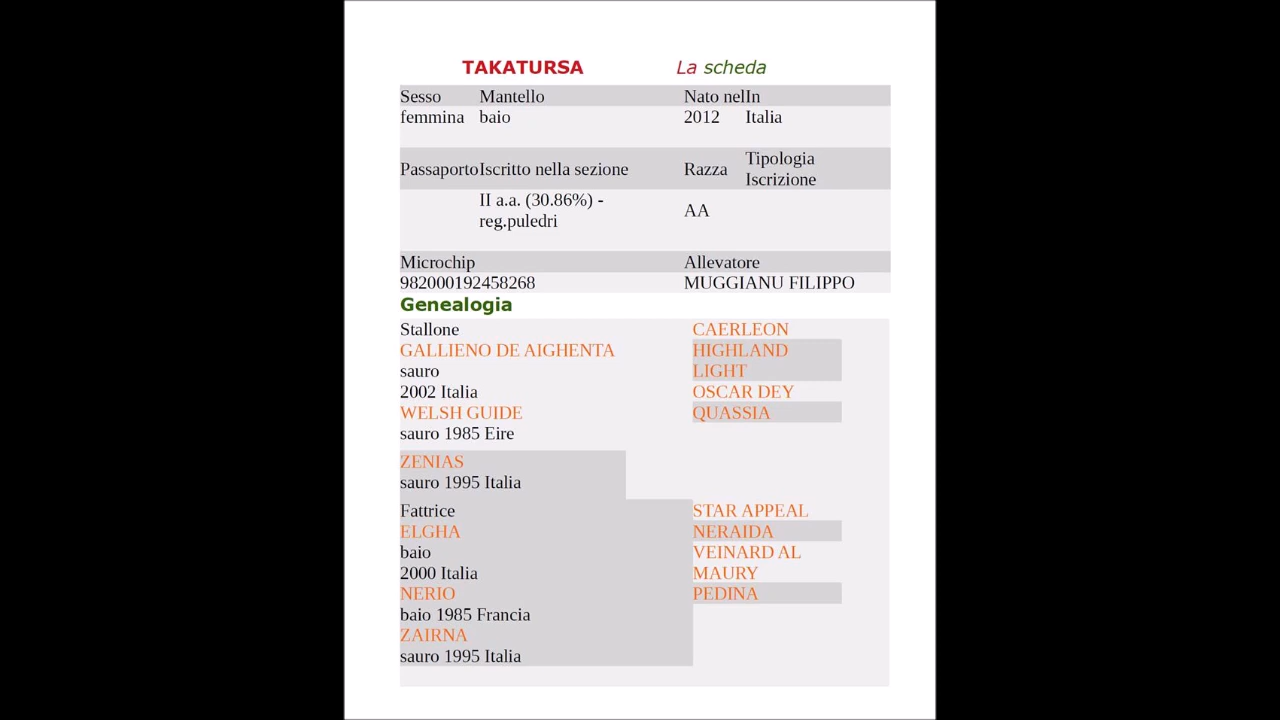 TAKATURSA La scheda
Sesso Mantello Nato nelIn
femmina baio 2012 Italia
PassaportoIscritto nella sezione Razza Tipologia
Iscrizione
II a.a. (30.86%) -
reg.puledri AA
Microchip Allevatore
982000192458268 MUGGIANU FILIPPO
Genealogia
Stallone CAERLEON
GALLIENO DE AIGHENTA HIGHLAND
sauro LIGHT
2002 Italia OSCAR DEY
WELSH GUIDE QUASSIA
sauro 1985 Eire
ZENIAS
sauro 1995 Italia
Fattrice STAR APPEAL
ELGHA NERAIDA
baio VEINARD AL
2000 Italia MAURY
NERIO PEDINA
baio 1985 Francia
ZAIRNA
sauro 1995 Italia